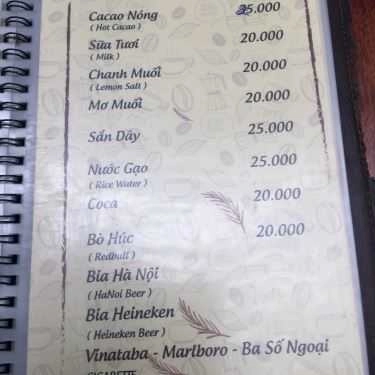 Cacao Nóng 25.000
( Hot Cacao )
Sữa Tươi 20.000
( Milk )
Chanh Muối 20.000
( Lemon Salt )
Mơ Muối 20.000
Sắn Dây 25.000
Nước Gạo 25.000
( Rice Water )
Coca 20.000
Bò Húc 20.000
( Redbull )
Bia Hà Nội
( HaNoi Beer )
Bia Heineken
( Heineken Beer )
Vinataba - Marlboro - Ba Số Ngoại
CIGARETTE